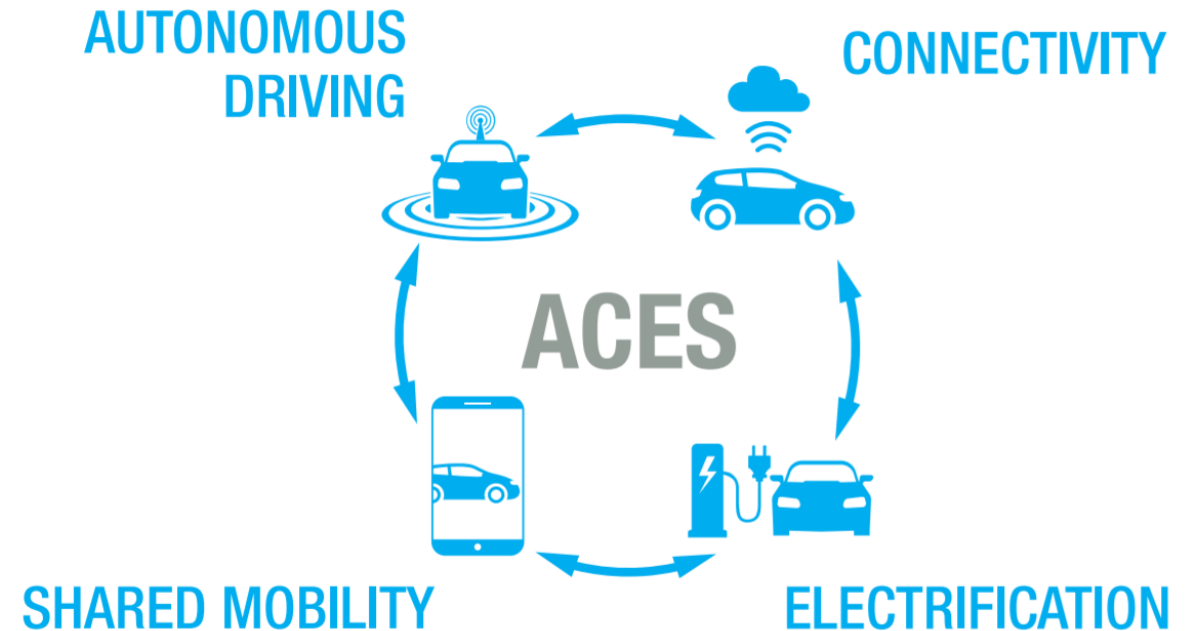 AUTONOMOUS
DRIVING
CONNECTIVITY
ACES
SHARED MOBILITY
ELECTRIFICATION